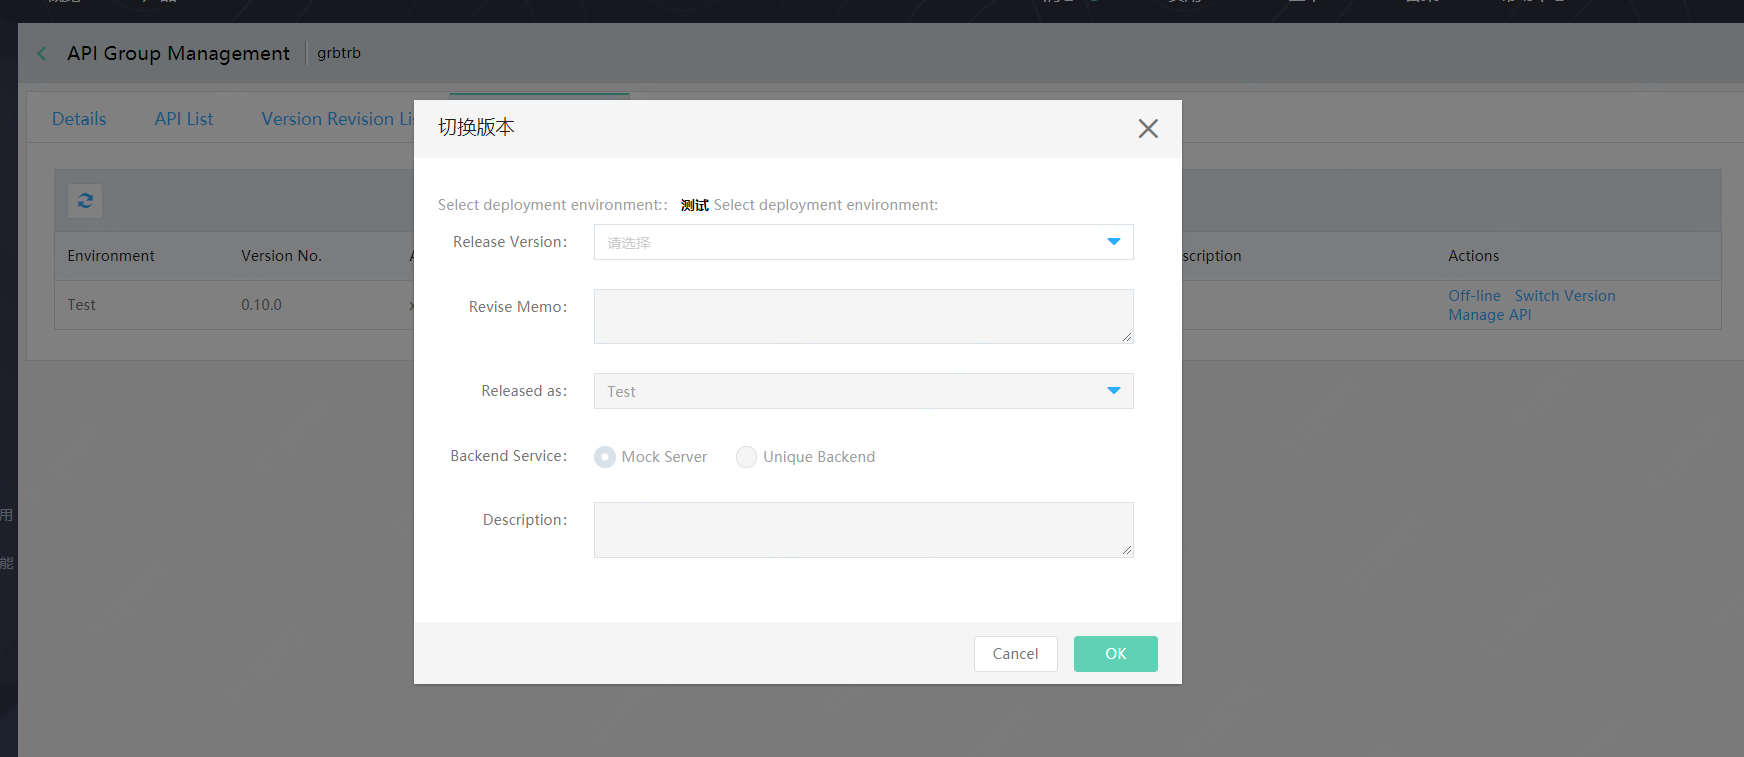 API Group Management grbtrb
Details API List Version Revision
切换版本
Select deployment environment:: 测试 Select deployment environment:
Release Version: 请选择
Environment Version No. Actions
Revise Memo:
Test 0.10.0 Off-line Switch Version
Manage API
Released as: Test
Backend Service: Mock Server Unique Backend
用
Description:
能
Cancel OK